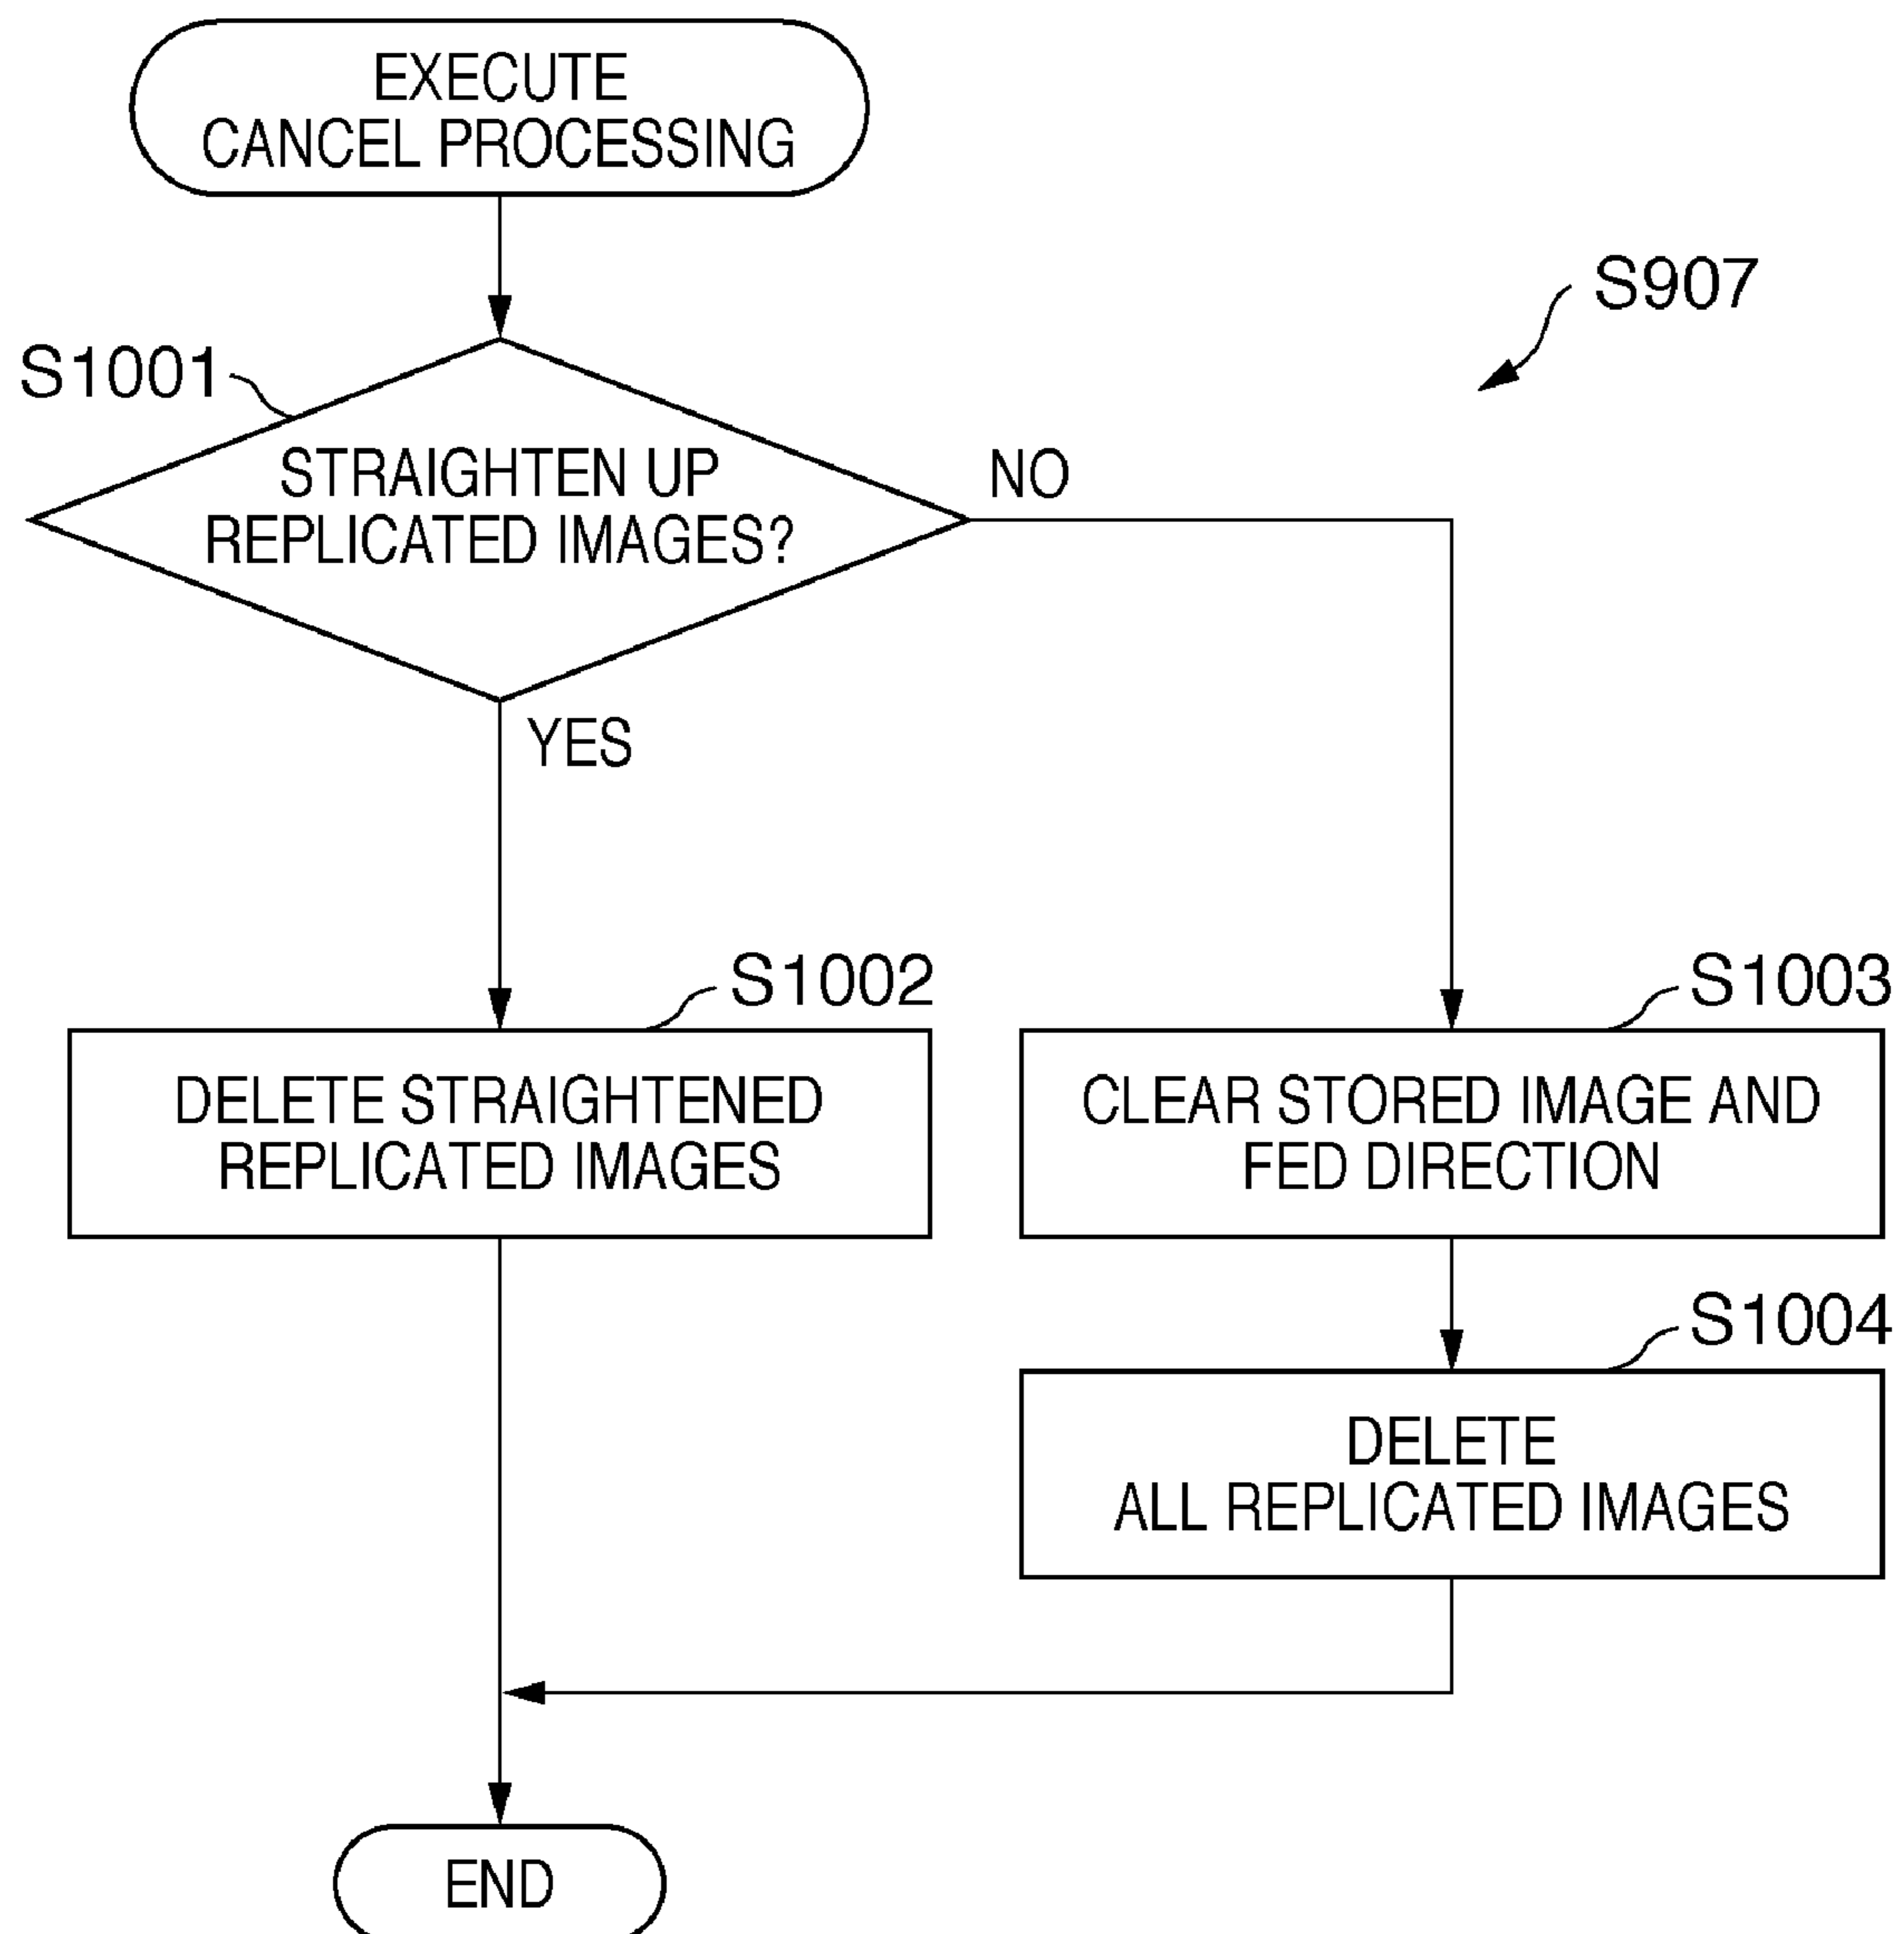 EXECUTE
CANCEL PROCESSING
S907
S1001
STRAIGHTEN UP
REPLICATED IMAGES?
NO
YES
S1002
DELETE STRAIGHTENED
REPLICATED IMAGES
S1003
CLEAR STORED IMAGE AND
FED DIRECTION
S1004
DELETE
ALL REPLICATED IMAGES
END